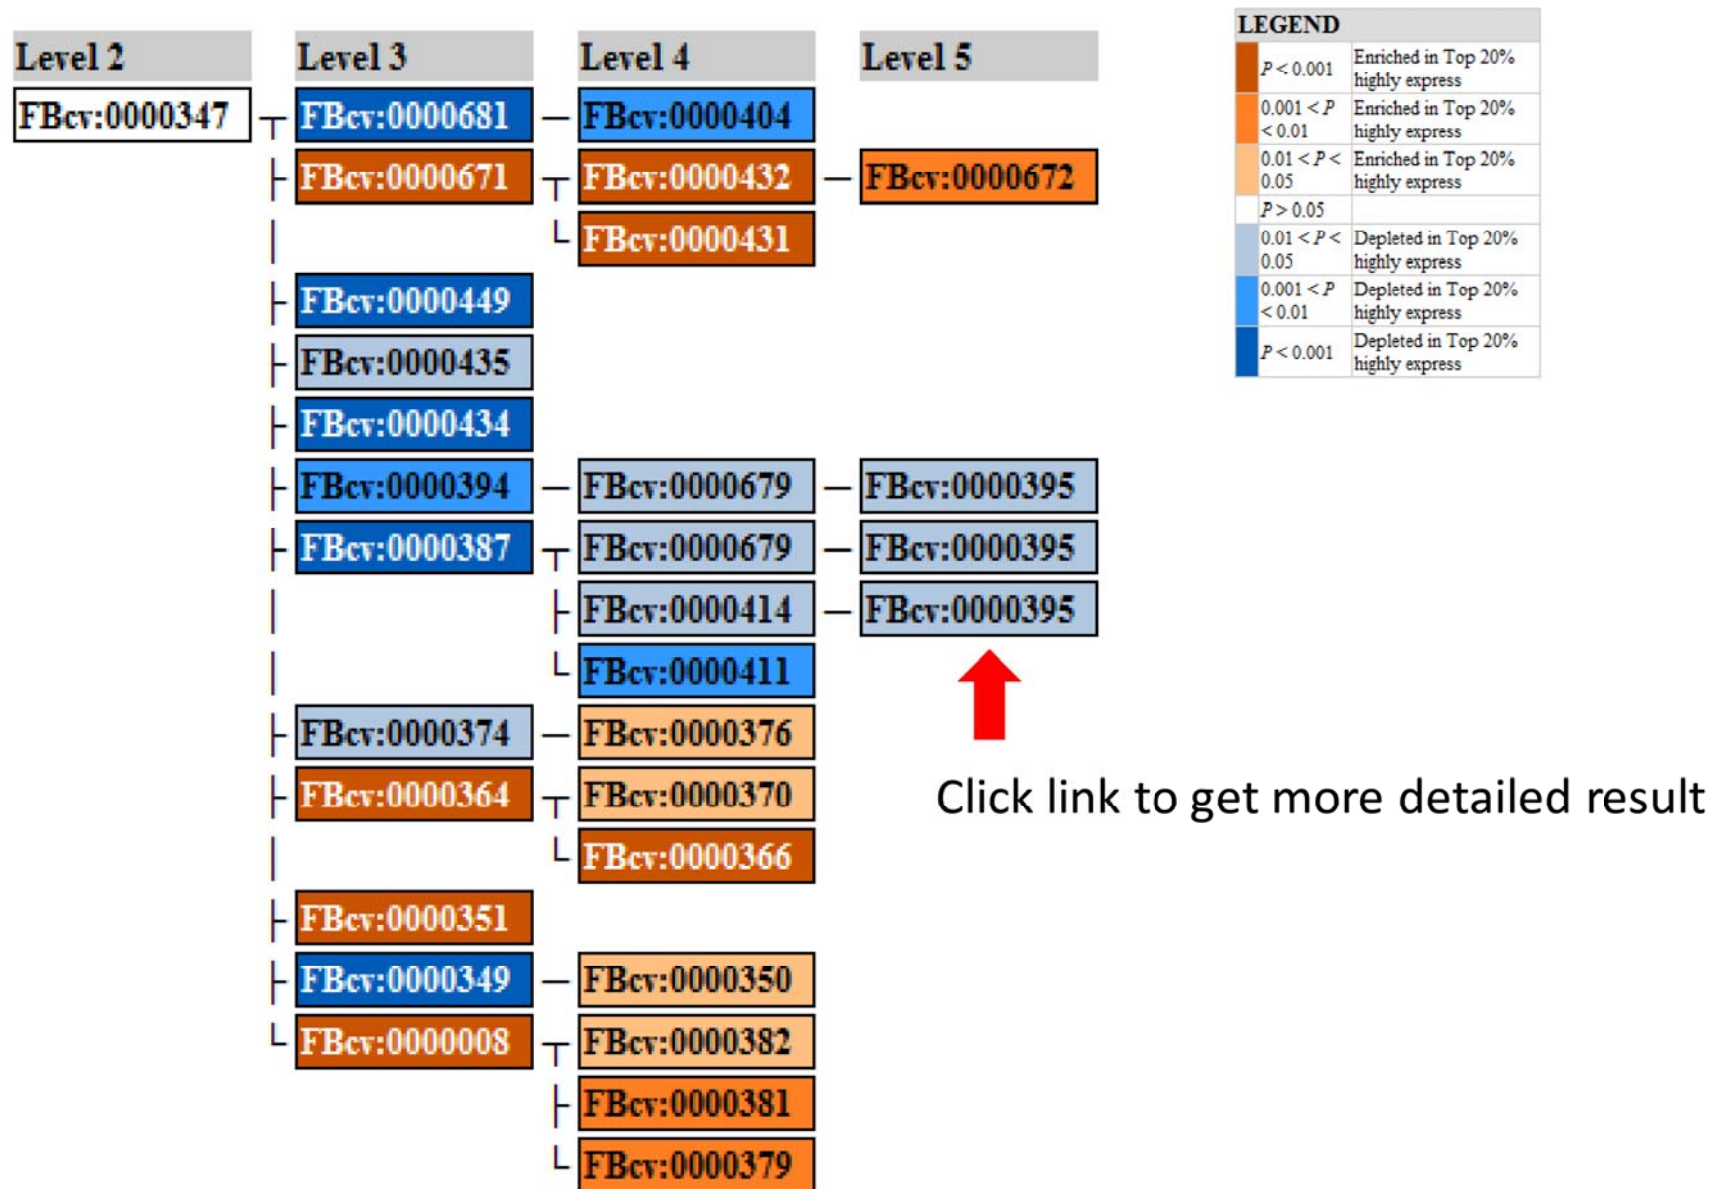 Level 2 Level 3 Level 4 Level 5
FBcv:0000347 FBcv:0000681 FBcv:0000404
FBcv:0000671 FBcv:0000432 FBcv:0000672
FBcv:0000431
FBcv:0000449
FBcv:0000435
FBcv:0000434
FBcv:0000394 FBcv:0000679 FBcv:0000395
FBcv:0000387 FBcv:0000679 FBcv:0000395
FBcv:0000414 FBcv:0000395
FBcv:0000411
FBcv:0000374 FBcv:0000376
FBcv:0000364 FBcv:0000370
FBcv:0000366
FBcv:0000351
FBcv:0000349 FBcv:0000350
FBcv:0000008 FBcv:0000382
FBcv:0000381
FBcv:0000379
LEGEND
P < 0.001 Enriched in Top 20%
highly express
0.001 < P Enriched in Top 20%
< 0.01 highly express
0.01 < P < Enriched in Top 20%
0.05 highly express
P > 0.05
0.01 < P < Depleted in Top 20%
0.05 highly express
0.001 < P Depleted in Top 20%
< 0.01 highly express
P < 0.001 Depleted in Top 20%
highly express
Click link to get more detailed result